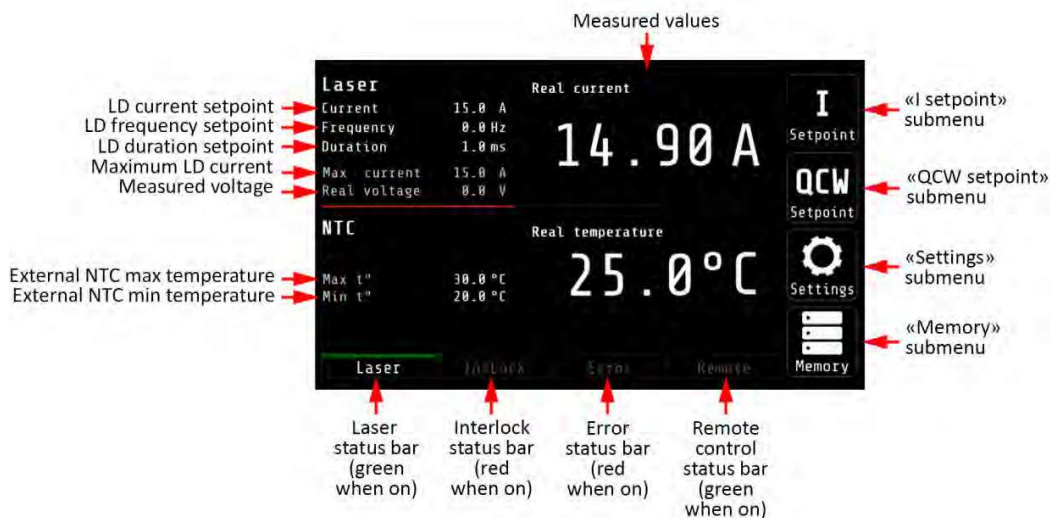 Measured values
Laser
Real current
I
Setpoint
«I setpoint»
submenu
LD current setpoint
Current 15.0 A
LD frequency setpoint
Frequency 0.0 Hz
LD duration setpoint
Duration 1.0 ms
14.90 A
Maximum LD current
Max current 15.0 A
Measured voltage
Real voltage 0.0 V
QCW
Setpoint
«QCW setpoint»
submenu
NTC
Real temperature
25.0°C
External NTC max temperature
Max t° 30.0 °C
External NTC min temperature
Min t° 20.0 °C
Settings
«Settings»
submenu
Memory
«Memory»
submenu
Laser
Error
Remote
Laser
status bar
(green
when on)
Interlock
status bar
(red
when on)
Error
status bar
(red
when on)
Remote
control
status bar
(green
when on)